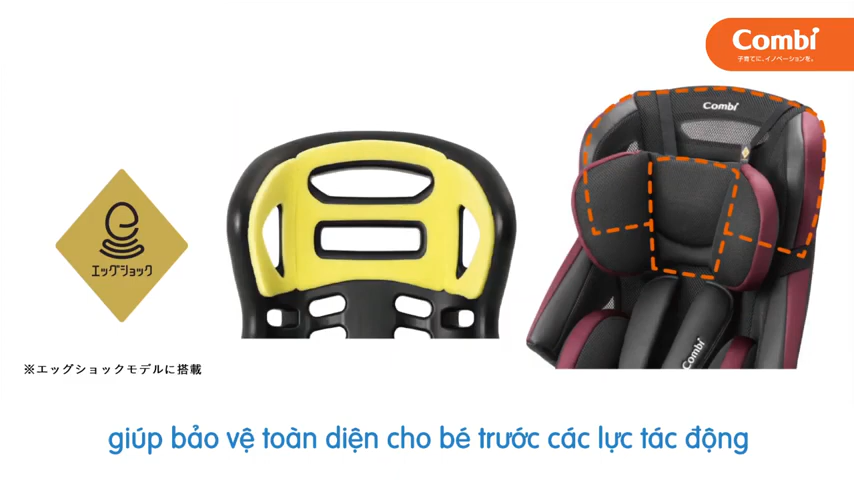 Combi
子育てに、イノベーションを。
Combi
エッグショック
Combi
※エッグショックモデルに搭載
giúp bảo vệ toàn diện cho bé trước các lực tác động